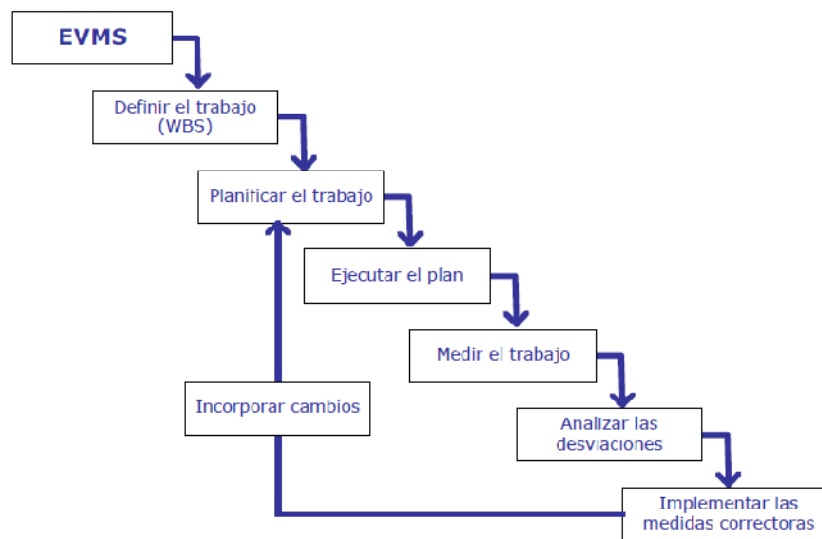 EVMS
Definir el trabajo
(WBS)
Planificar el trabajo
Ejecutar el plan
Medir el trabajo
Incorporar cambios
Analizar las
desviaciones
Implementar las
medidas correctoras